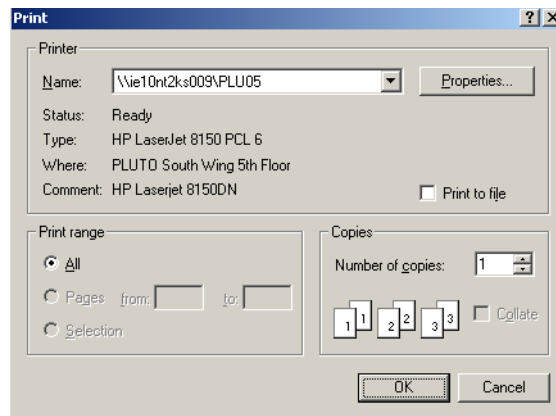 Print
Printer
Name: \\ie10nt2ks009\PLU05 Properties...
Status: Ready
Type: HP LaserJet 8150 PCL 6
Where: PLUTO South Wing 5th Floor
Comment: HP Laserjet 8150DN
Print to file
Print range
All
Pages from: to:
Selection
Copies
Number of copies: 1
1 1 2 2 3 3 Collate
OK Cancel